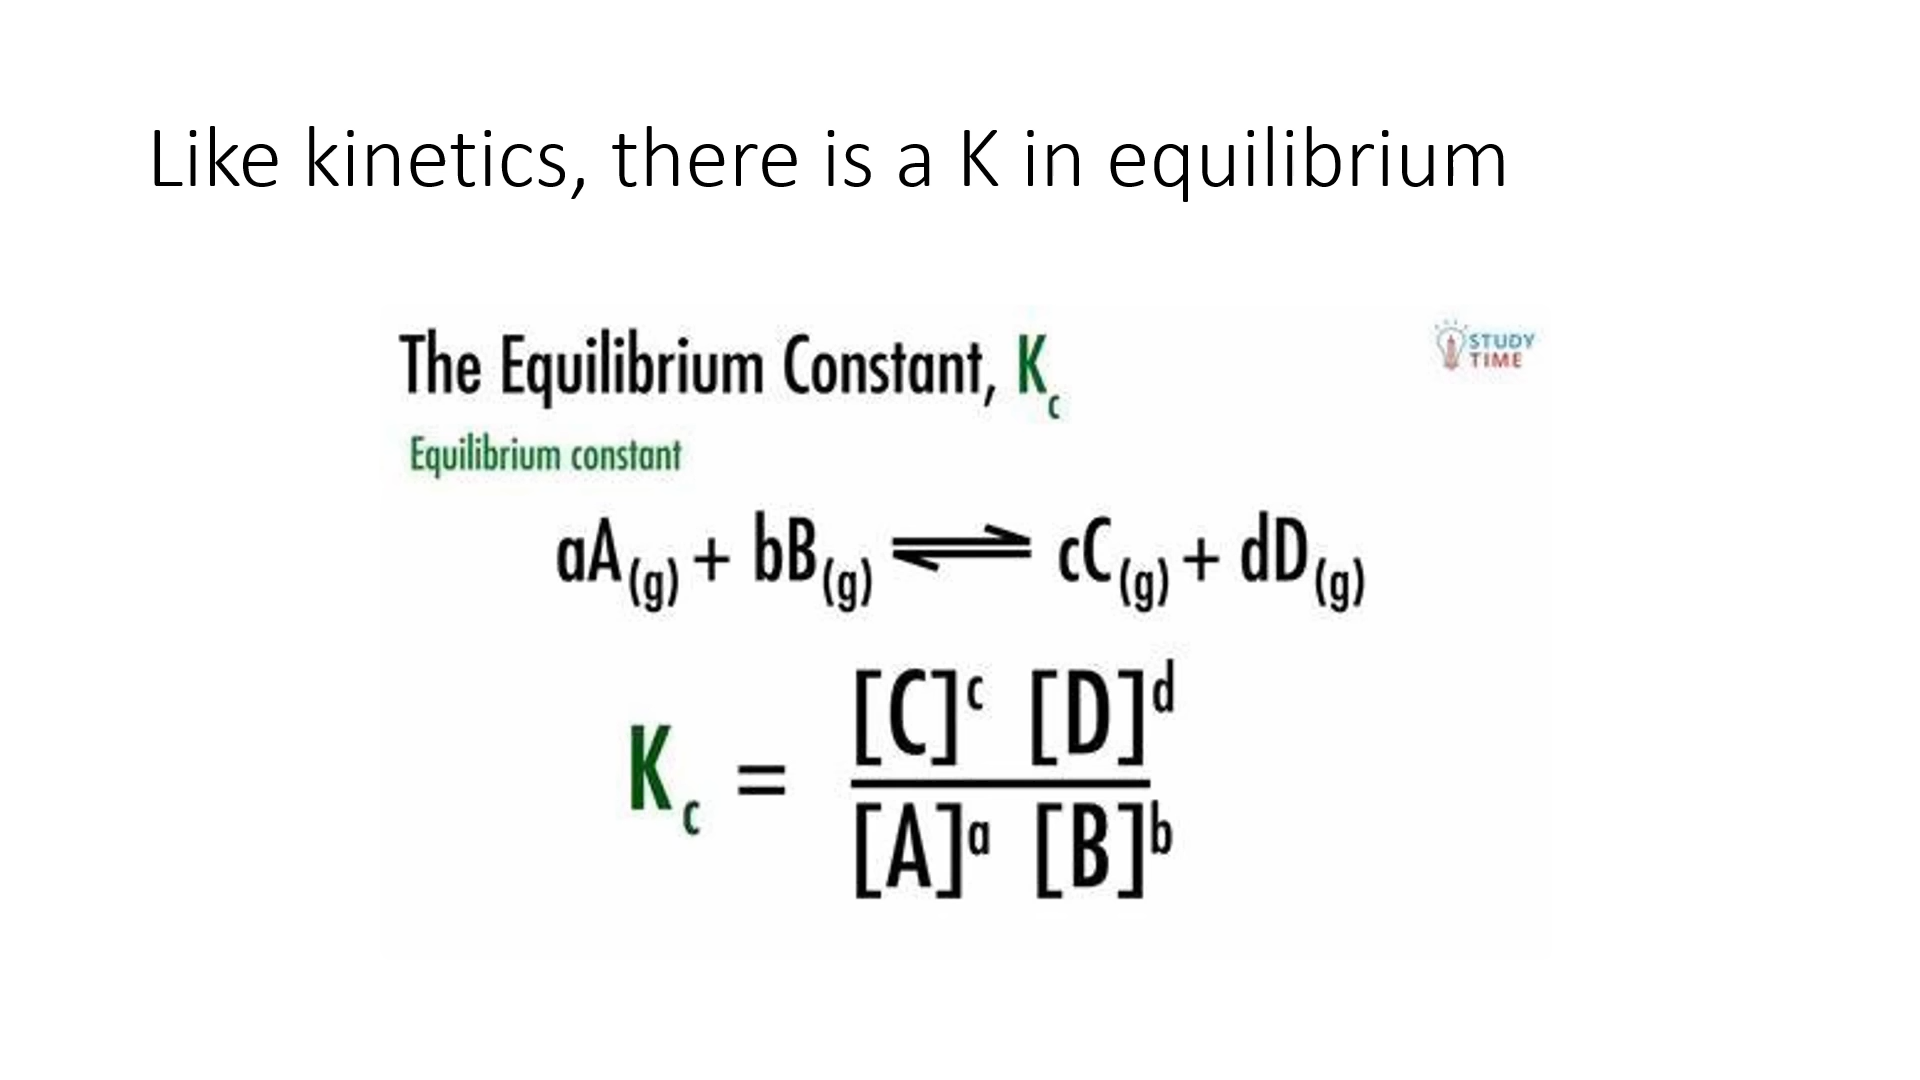 Like kinetics, there is a K in equilibrium
The Equilibrium Constant, Kc
STUDY
TIME
Equilibrium constant
aA(g) + bB(g) ⇌ cC(g) + dD(g)
[C]c [D]d
Kc =
[A]a [B]b